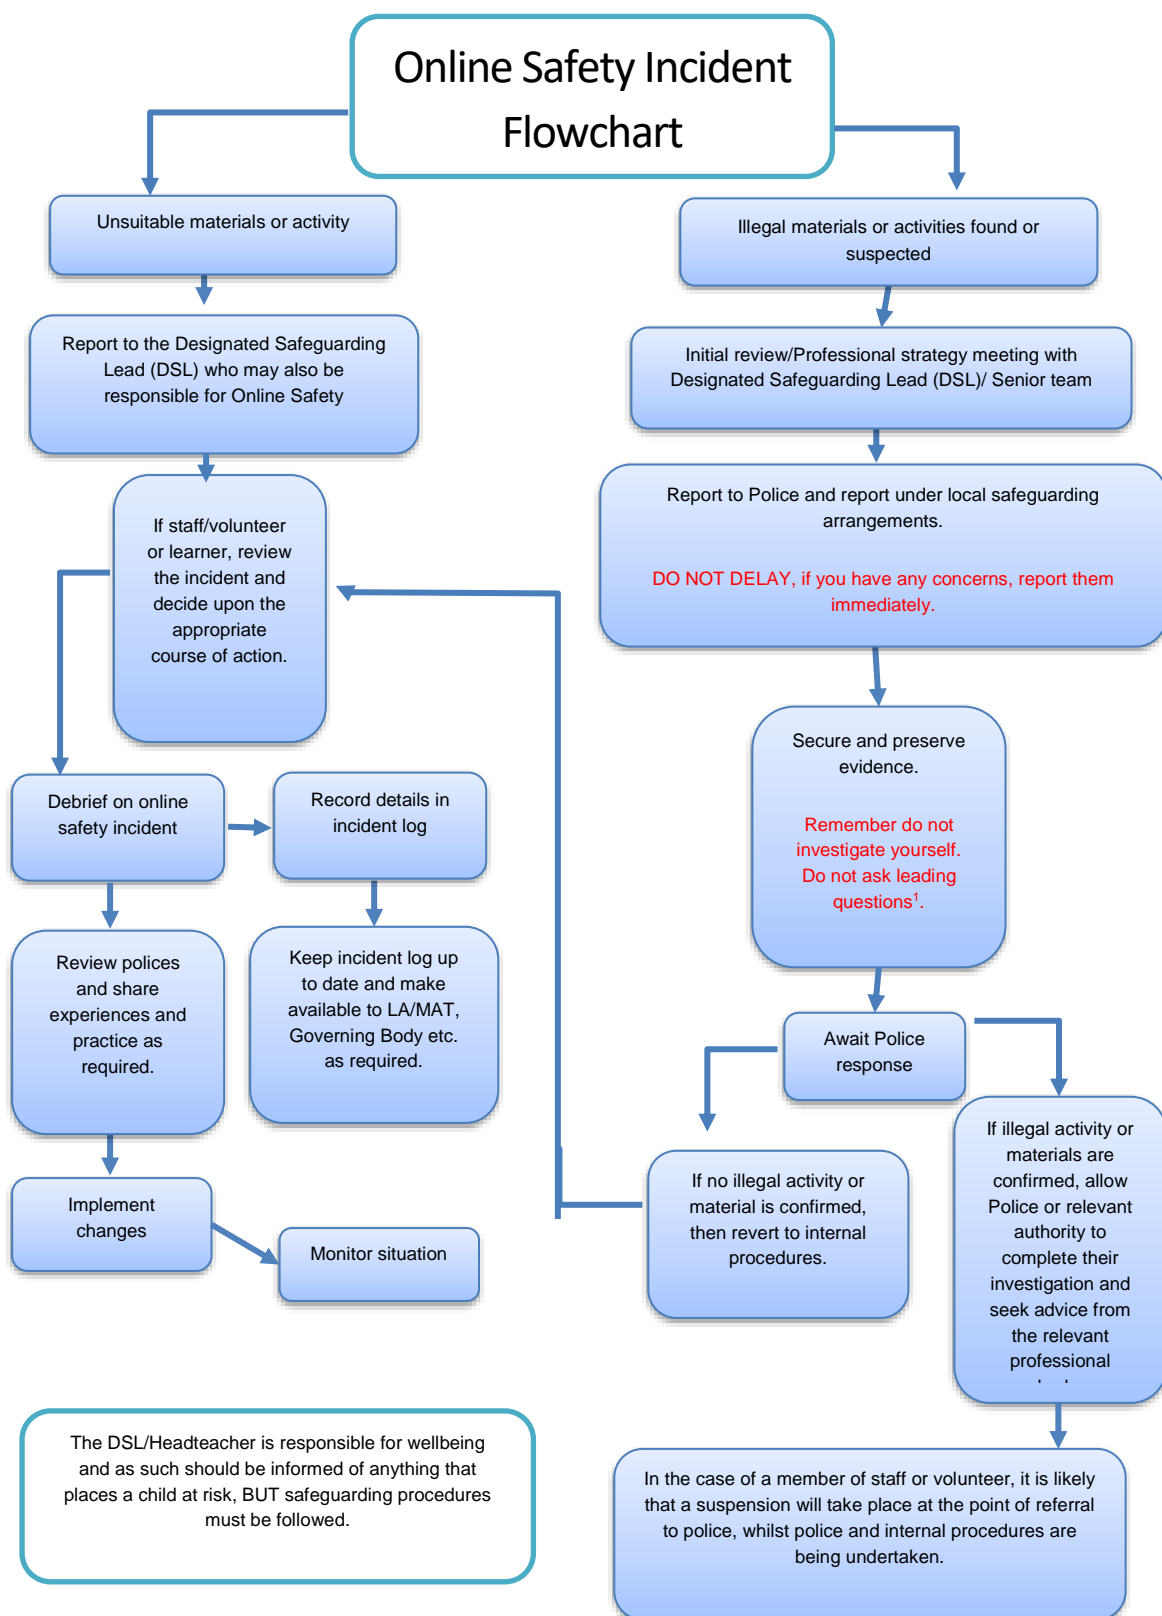 Online Safety Incident
Flowchart
Unsuitable materials or activity
Report to the Designated Safeguarding
Lead (DSL) who may also be
responsible for Online Safety
If staff/volunteer
or learner, review
the incident and
decide upon the
appropriate
course of action.
Debrief on online
safety incident
Record details in
incident log
Review polices
and share
experiences and
practice as
required.
Keep incident log up
to date and make
available to LA/MAT,
Governing Body etc.
as required.
Implement
changes
Monitor situation
Illegal materials or activities found or
suspected
Initial review/Professional strategy meeting with
Designated Safeguarding Lead (DSL)/ Senior team
Report to Police and report under local safeguarding
arrangements.
DO NOT DELAY, if you have any concerns, report them
immediately.
Secure and preserve
evidence.
Remember do not
investigate yourself.
Do not ask leading
questions¹.
Await Police
response
If no illegal activity or
material is confirmed,
then revert to internal
procedures.
If illegal activity or
materials are
confirmed, allow
Police or relevant
authority to
complete their
investigation and
seek advice from
the relevant
professional
In the case of a member of staff or volunteer, it is likely
that a suspension will take place at the point of referral
to police, whilst police and internal procedures are
being undertaken.
The DSL/Headteacher is responsible for wellbeing
and as such should be informed of anything that
places a child at risk, BUT safeguarding procedures
must be followed.